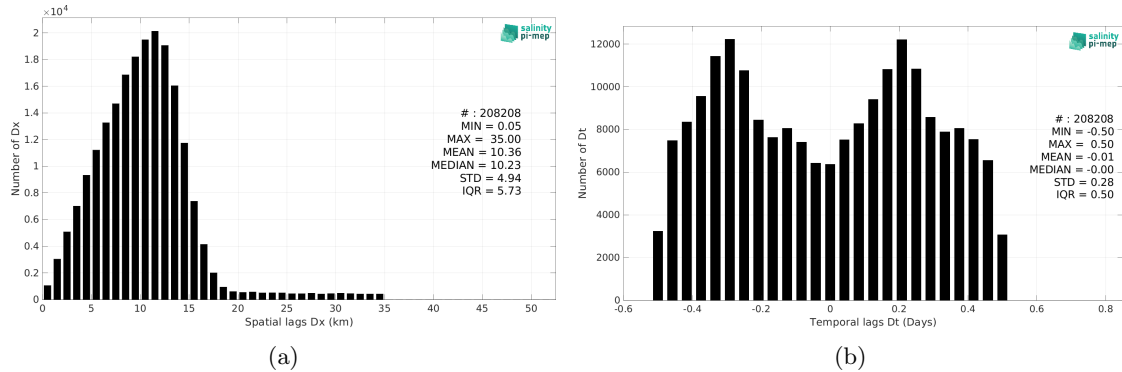 ×10⁴
2
1.8
1.6
1.4
1.2
1
0.8
0.6
0.4
0.2
0
Number of Dx
salinity
pi-mep
# : 208208
MIN = 0.05
MAX = 35.00
MEAN = 10.36
MEDIAN = 10.23
STD = 4.94
IQR = 5.73
0 5 10 15 20 25 30 35 40 45 50
Spatial lags Dx (km)
(a)
12000
10000
8000
6000
4000
2000
0
Number of Dt
salinity
pi-mep
# : 208208
MIN = -0.50
MAX = 0.50
MEAN = -0.01
MEDIAN = -0.00
STD = 0.28
IQR = 0.50
-0.6 -0.4 -0.2 0 0.2 0.4 0.6 0.8
Temporal lags Dt (Days)
(b)